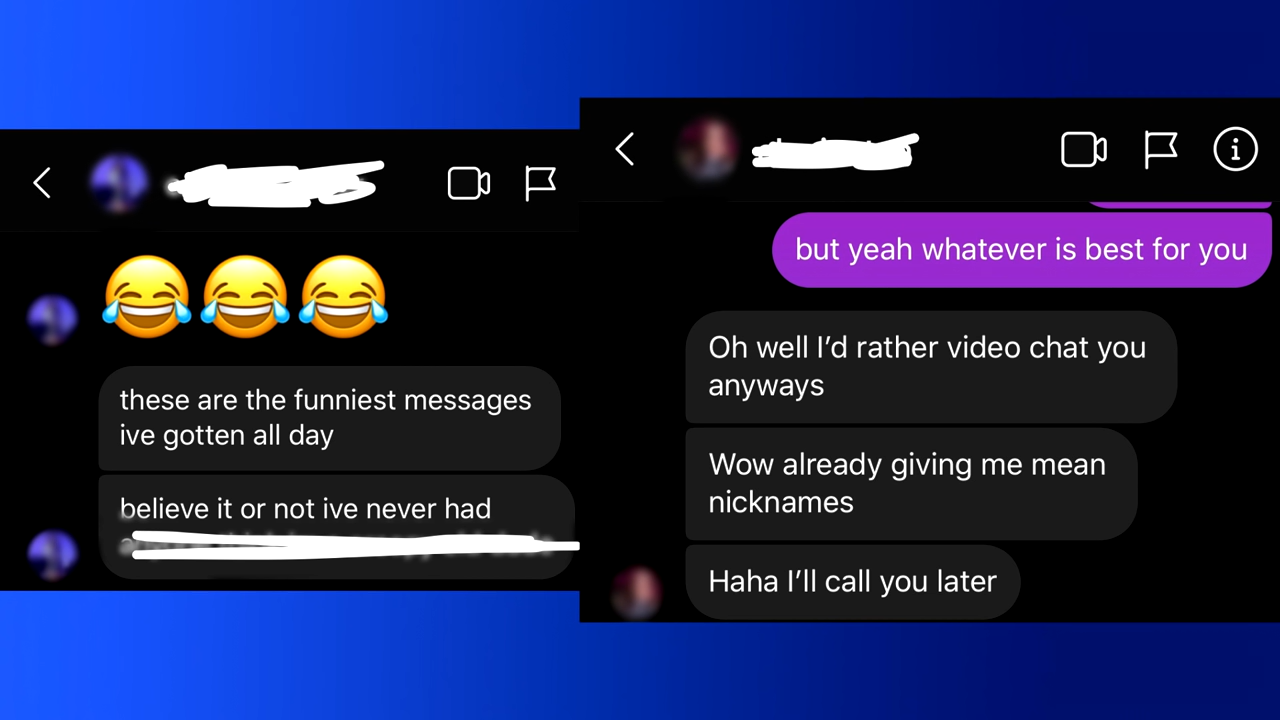 these are the funniest messages
ive gotten all day
believe it or not ive never had
but yeah whatever is best for you
Oh well I’d rather video chat you
anyways
Wow already giving me mean
nicknames
Haha I’ll call you later